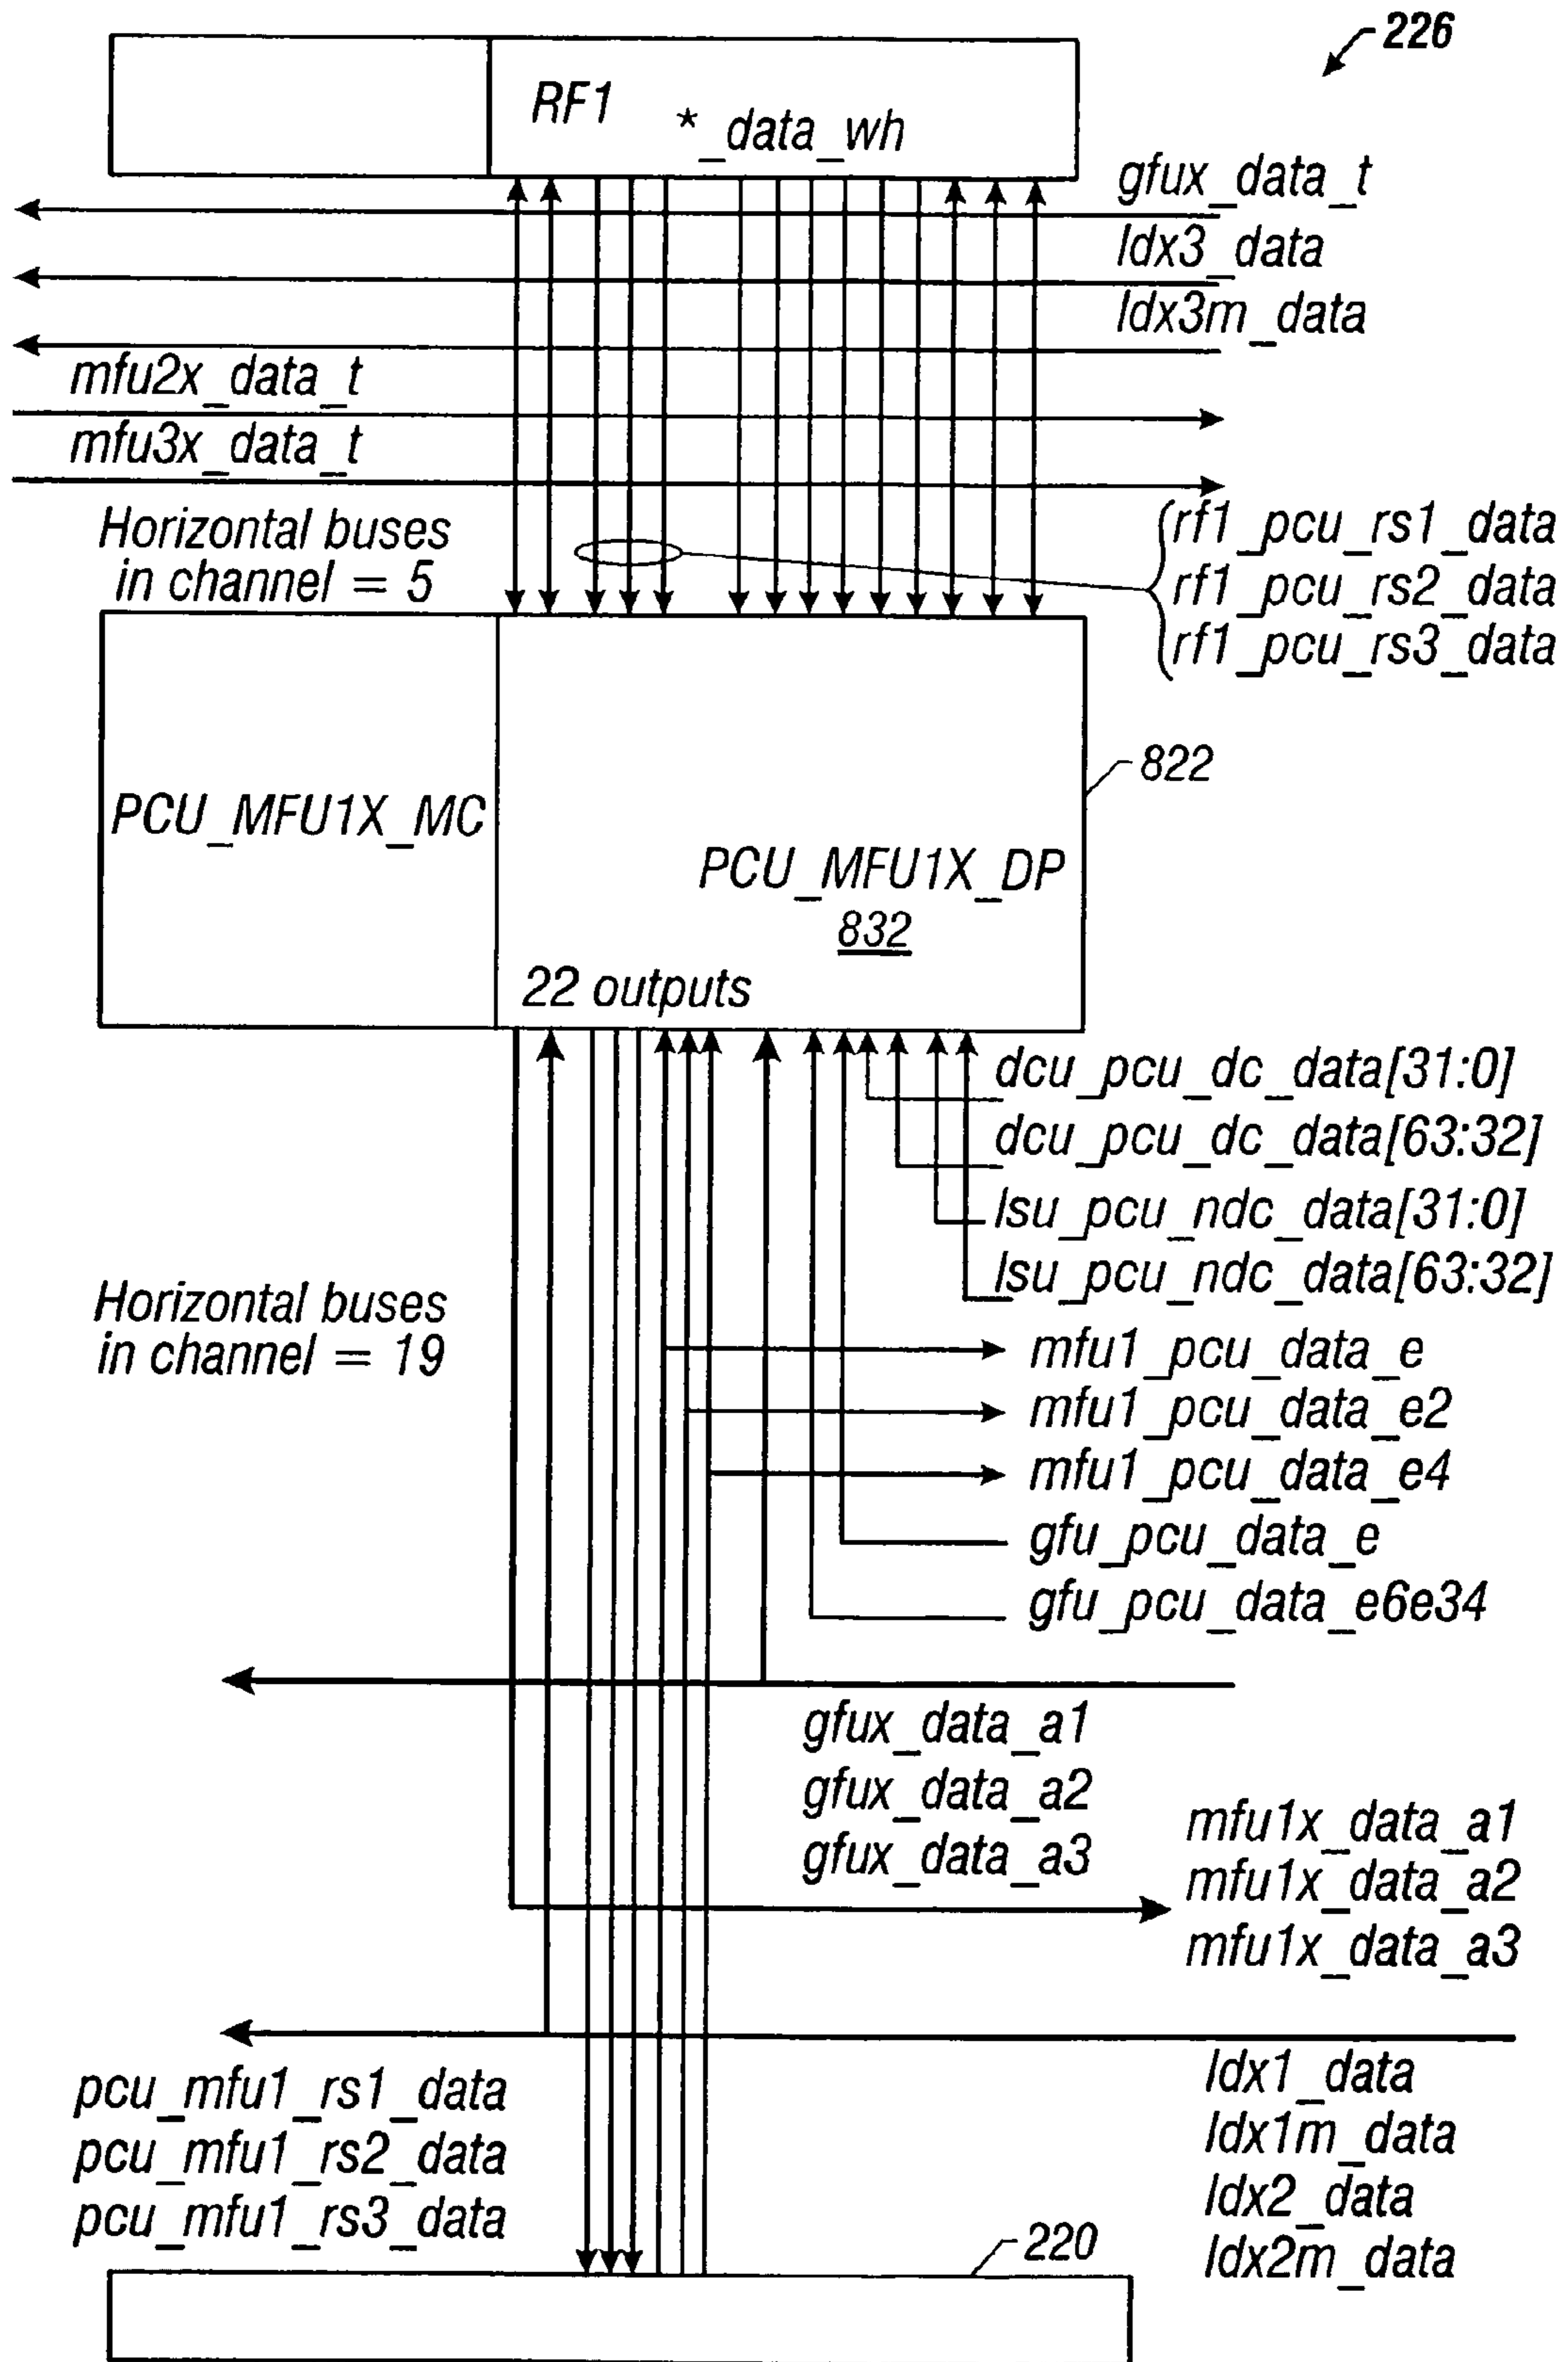 226
RF1
*_data_wh
gfux_data_t
ldx3_data
ldx3m_data
mfu2x_data_t
mfu3x_data_t
Horizontal buses
in channel = 5
rf1_pcu_rs1_data
rf1_pcu_rs2_data
rf1_pcu_rs3_data
822
PCU_MFU1X_MC
PCU_MFU1X_DP
832
22 outputs
dcu_pcu_dc_data[31:0]
dcu_pcu_dc_data[63:32]
lsu_pcu_ndc_data[31:0]
lsu_pcu_ndc_data[63:32]
Horizontal buses
in channel = 19
mfu1_pcu_data_e
mfu1_pcu_data_e2
mfu1_pcu_data_e4
gfu_pcu_data_e
gfu_pcu_data_e6e34
gfux_data_a1
gfux_data_a2
gfux_data_a3
mfu1x_data_a1
mfu1x_data_a2
mfu1x_data_a3
pcu_mfu1_rs1_data
pcu_mfu1_rs2_data
pcu_mfu1_rs3_data
ldx1_data
ldx1m_data
ldx2_data
ldx2m_data
220